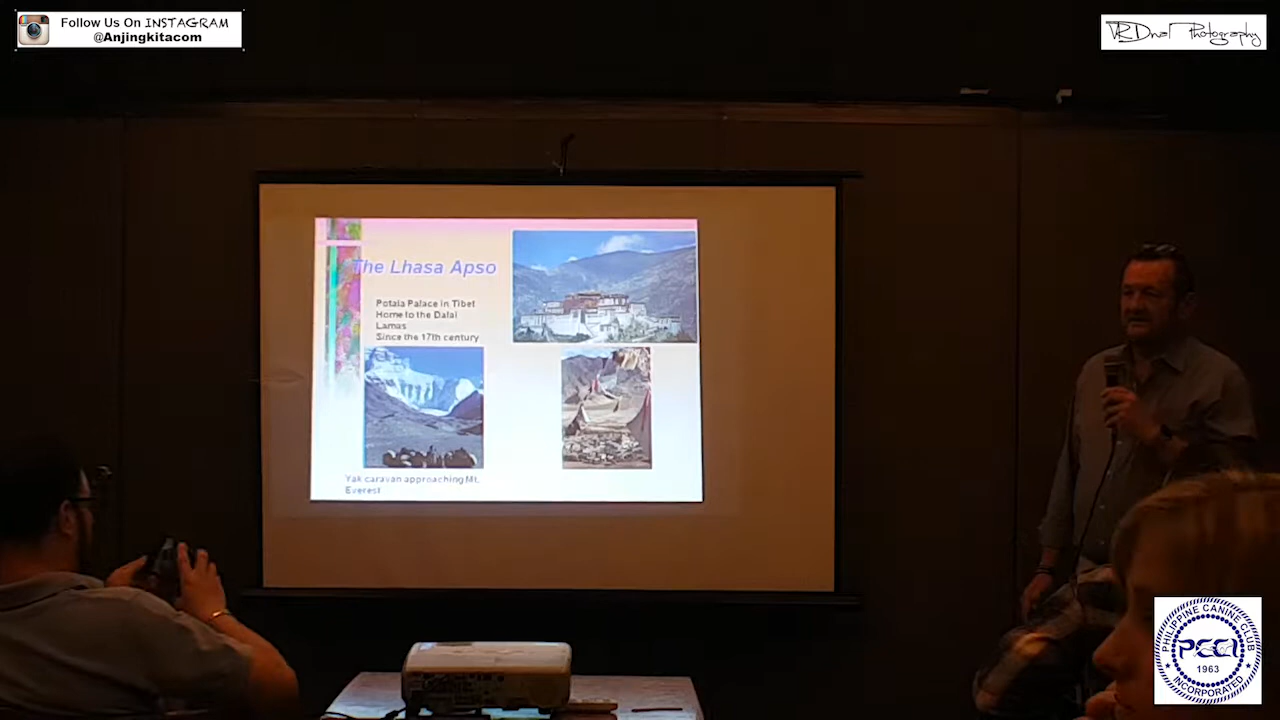 Follow Us On INSTAGRAM
@Anjingkitacom
VRDnal Photography
The Lhasa Apso
Potala Palace in Tibet
Home to the Dalai
Lamas
Since the 17th century
Yak caravan approaching Mt.
Everest
PHILIPPINE CANINE CLUB
PCCI
1963
INCORPORATED